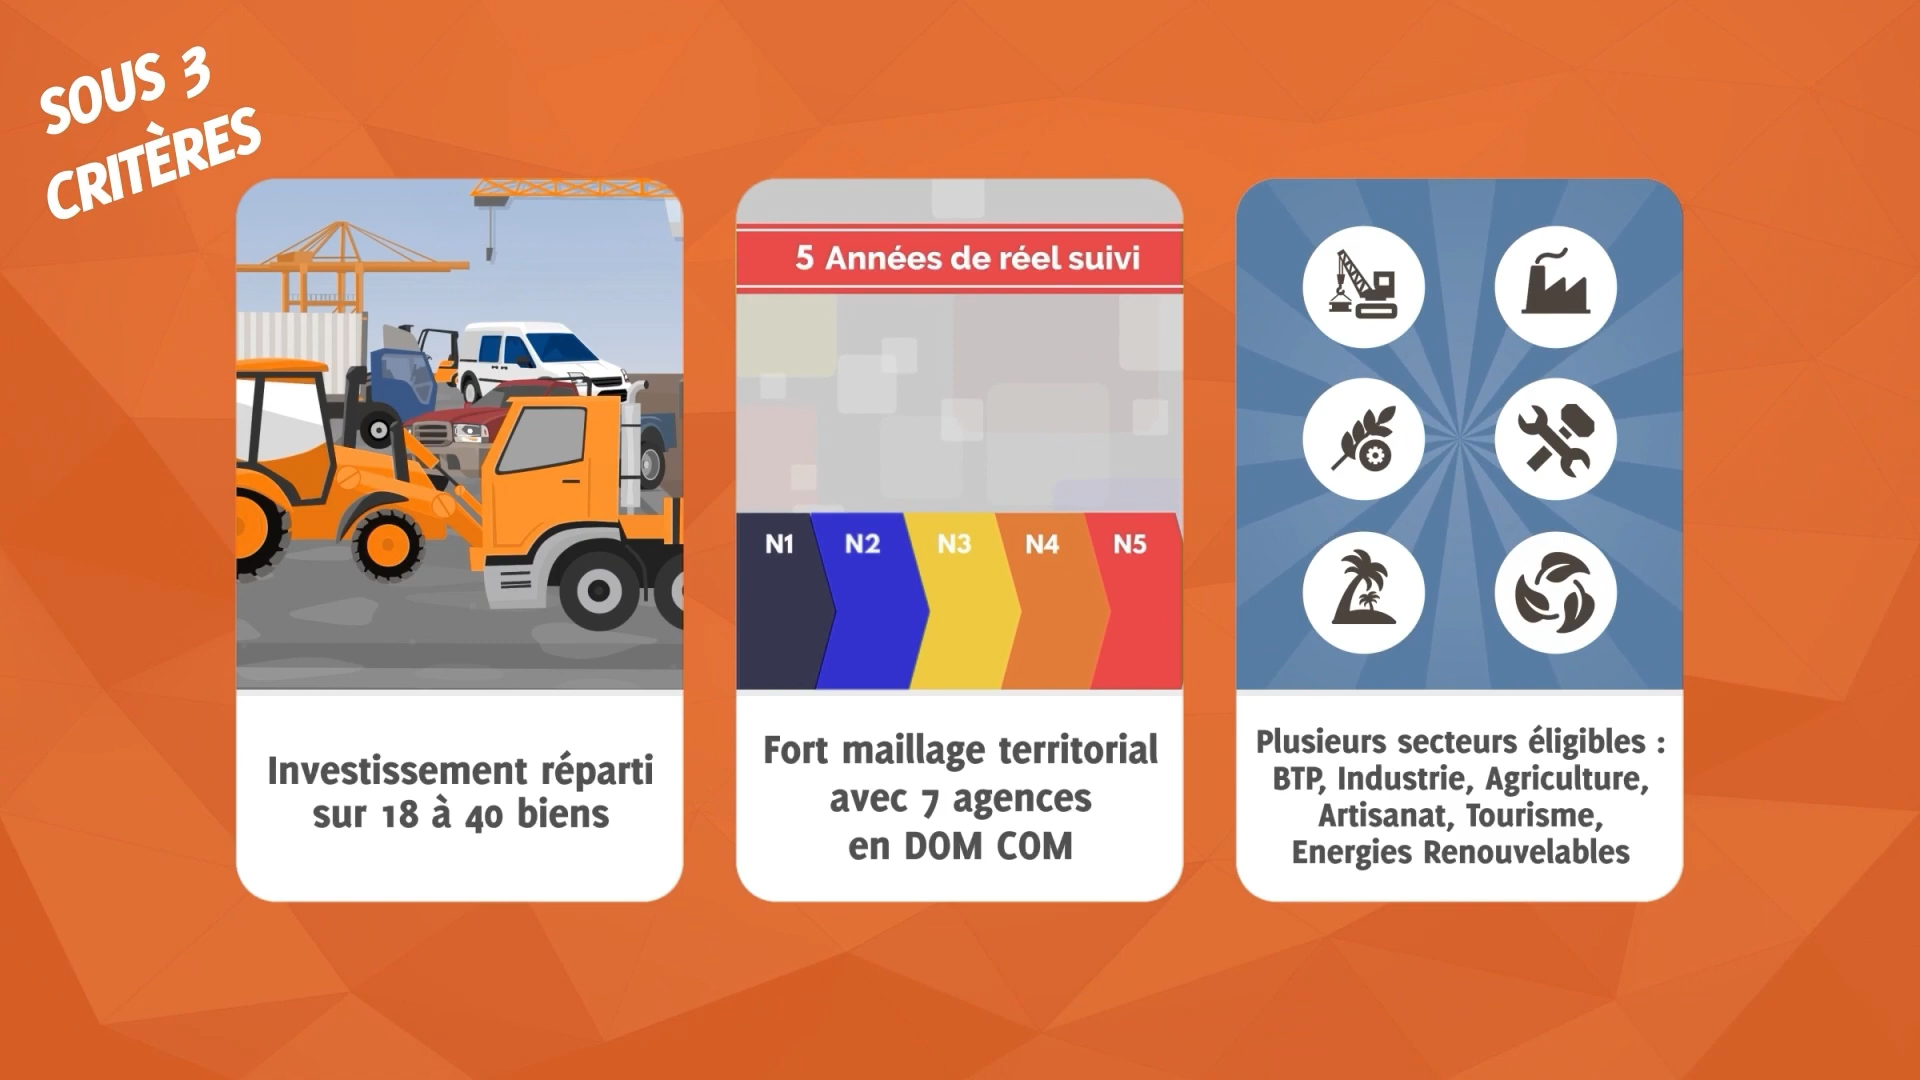 SOUS 3
CRITÈRES
5 Années de réel suivi
N1 N2 N3 N4 N5
Investissement réparti
sur 18 à 40 biens
Fort maillage territorial
avec 7 agences
en DOM COM
Plusieurs secteurs éligibles :
BTP, Industrie, Agriculture,
Artisanat, Tourisme,
Energies Renouvelables